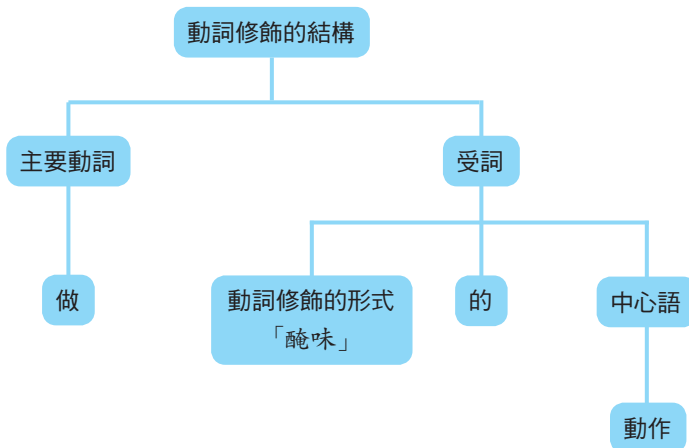 動詞修飾的結構
主要動詞
受詞
做
動詞修飾的形式
「醃味」
的
中心語
動作